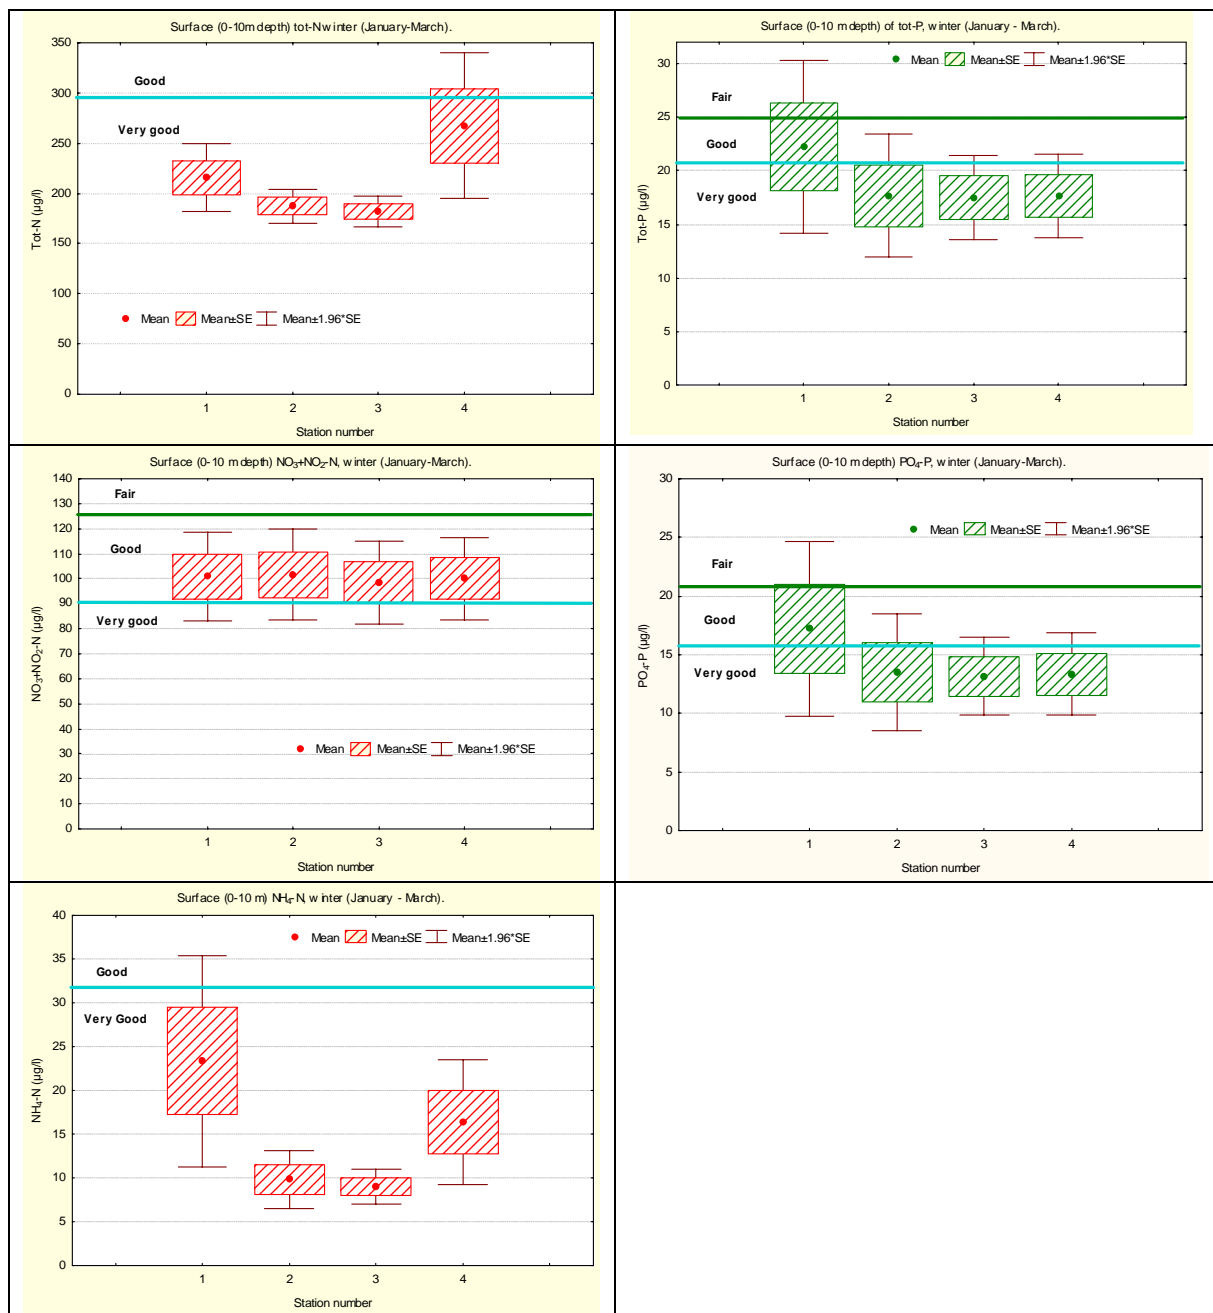 Surface (0-10m depth) tot-N winter (January-March).
350
300
250
200
150
100
50
0
Tot-N (µg/l)
Good
Very good
Mean Mean±SE Mean±1.96*SE
1 2 3 4
Station number
Surface (0-10 m depth) of tot-P, winter (January - March).
30
25
20
15
10
5
0
Tot-P (µg/l)
Mean Mean±SE Mean±1.96*SE
Fair
Good
Very good
1 2 3 4
Station number
Surface (0-10 m depth) NO₃+NO₂-N, winter (January-March).
140
130
120
110
100
90
80
70
60
50
40
30
20
10
0
NO₃+NO₂-N (µg/l)
Fair
Good
Very good
Mean Mean±SE Mean±1.96*SE
1 2 3 4
Station number
Surface (0-10 m depth) PO₄-P, winter (January-March).
30
25
20
15
10
5
0
PO₄-P (µg/l)
Mean Mean±SE Mean±1.96*SE
Fair
Good
Very good
1 2 3 4
Station number
Surface (0-10 m) NH₄-N, winter (January - March).
40
35
30
25
20
15
10
5
0
NH₄-N (µg/l)
Mean Mean±SE Mean±1.96*SE
Good
Very Good
1 2 3 4
Station number